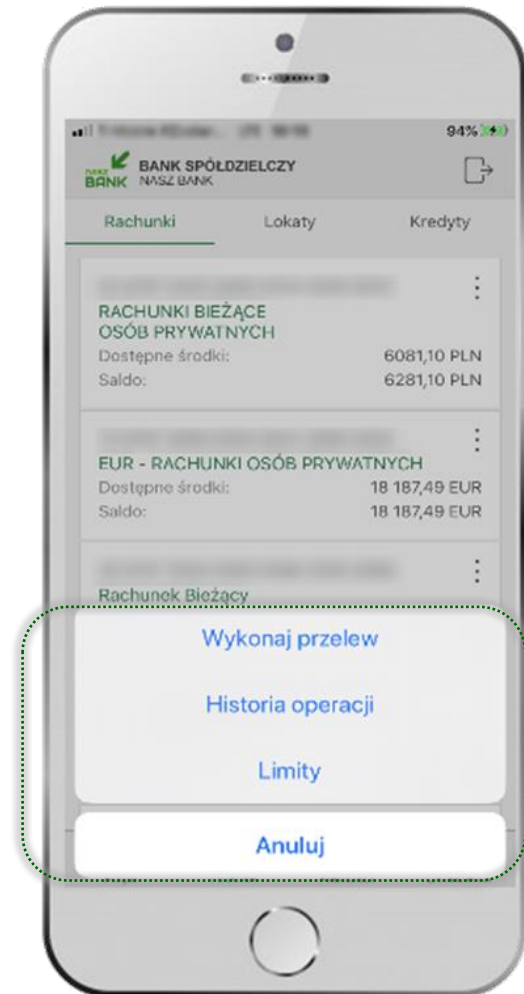 94%
NASZ
BANK
BANK SPÓŁDZIELCZY
NASZ BANK
Rachunki Lokaty Kredyty
RACHUNKI BIEŻĄCE
OSÓB PRYWATNYCH
Dostępne środki: 6081,10 PLN
Saldo: 6281,10 PLN
EUR - RACHUNKI OSÓB PRYWATNYCH
Dostępne środki: 18 187,49 EUR
Saldo: 18 187,49 EUR
Rachunek Bieżący
Wykonaj przelew
Historia operacji
Limity
Anuluj